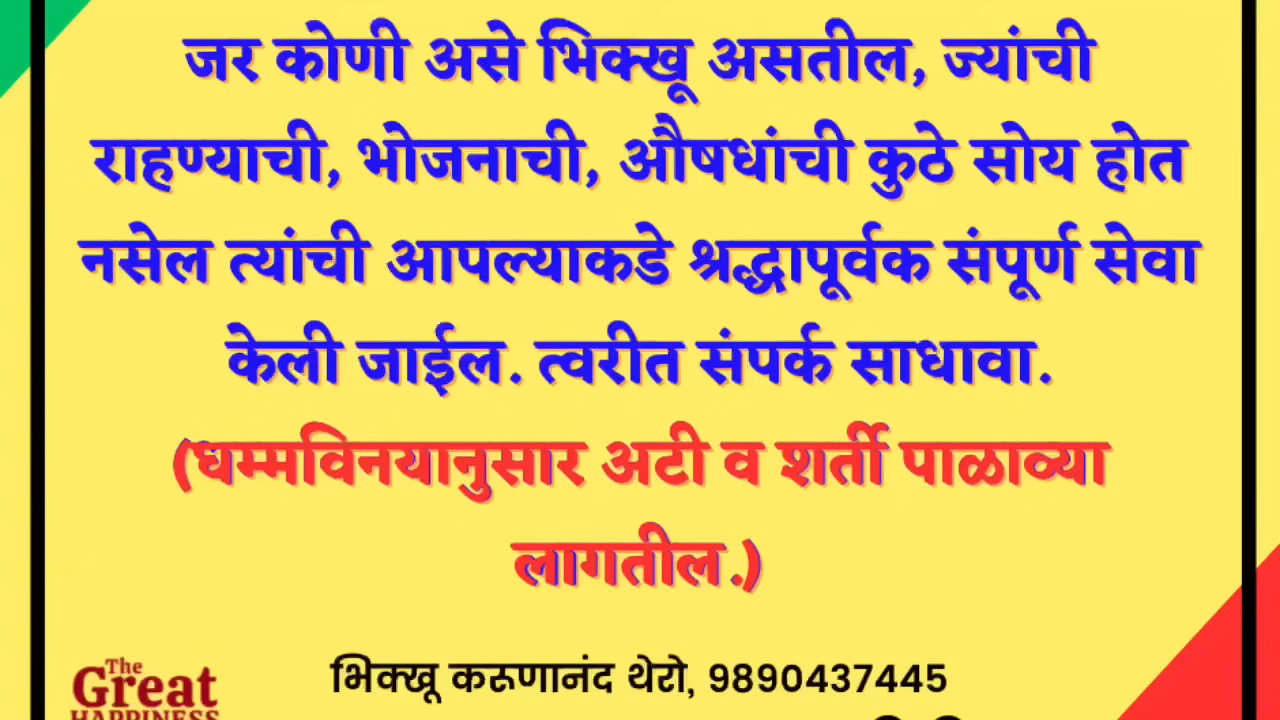 जर कोणी असे भिक्खू असतील, ज्यांची
राहण्याची, भोजनाची, औषधांची कुठे सोय होत
नसेल त्यांची आपल्याकडे श्रद्धापूर्वक संपूर्ण सेवा
केली जाईल. त्वरीत संपर्क साधावा.
(धम्मविनयानुसार अटी व शर्ती पाळाव्या
लागतील.)
The
Great
HAPPINESS
भिक्खू करूणानंद थेरो, 9890437445